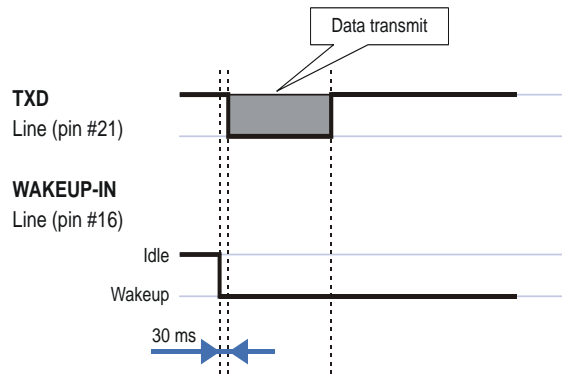 Data transmit
TXD
Line (pin #21)
WAKEUP-IN
Line (pin #16)
Idle
Wakeup
30 ms